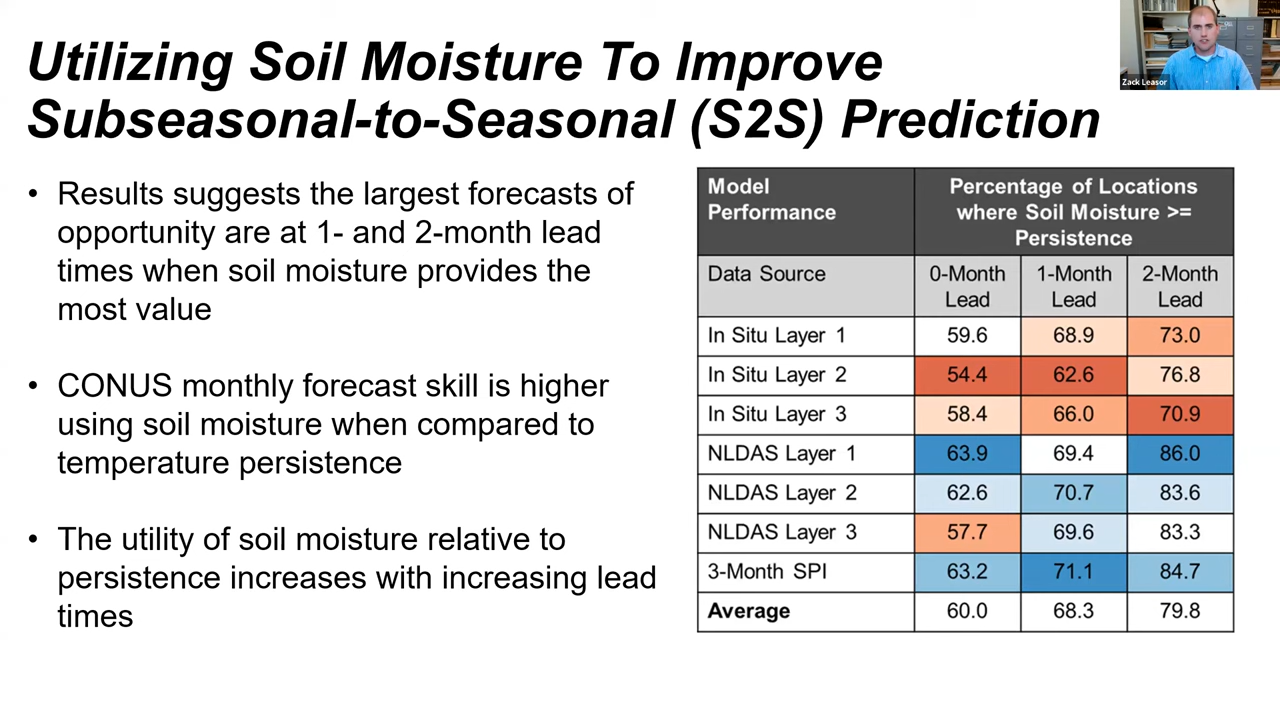 Utilizing Soil Moisture To Improve
Subseasonal-to-Seasonal (S2S) Prediction
Zack Leasor
• Results suggests the largest forecasts of
opportunity are at 1- and 2-month lead
times when soil moisture provides the
most value
• CONUS monthly forecast skill is higher
using soil moisture when compared to
temperature persistence
• The utility of soil moisture relative to
persistence increases with increasing lead
times
Model Performance Percentage of Locations where Soil Moisture >= Persistence
Data Source 0-Month Lead 1-Month Lead 2-Month Lead
In Situ Layer 1 59.6 68.9 73.0
In Situ Layer 2 54.4 62.6 76.8
In Situ Layer 3 58.4 66.0 70.9
NLDAS Layer 1 63.9 69.4 86.0
NLDAS Layer 2 62.6 70.7 83.6
NLDAS Layer 3 57.7 69.6 83.3
3-Month SPI 63.2 71.1 84.7
Average 60.0 68.3 79.8